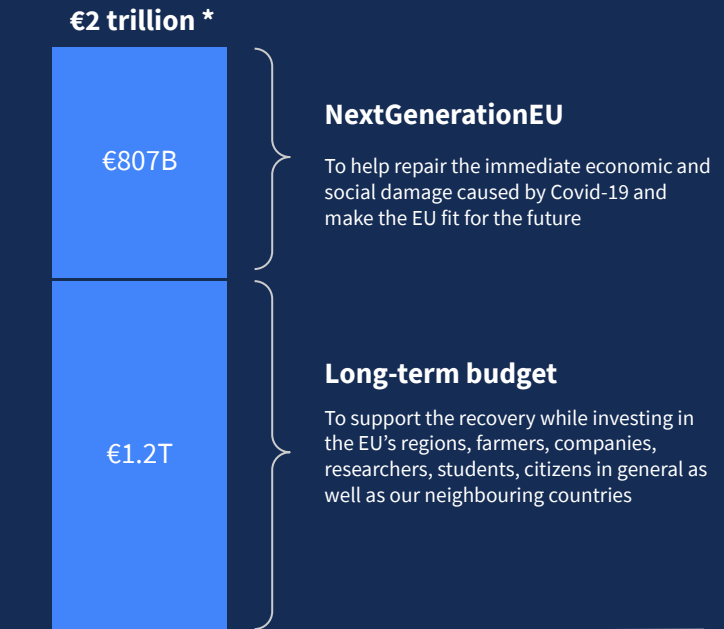 €2 trillion *
€807B
NextGenerationEU
To help repair the immediate economic and
social damage caused by Covid-19 and
make the EU fit for the future
€1.2T
Long-term budget
To support the recovery while investing in
the EU’s regions, farmers, companies,
researchers, students, citizens in general as
well as our neighbouring countries